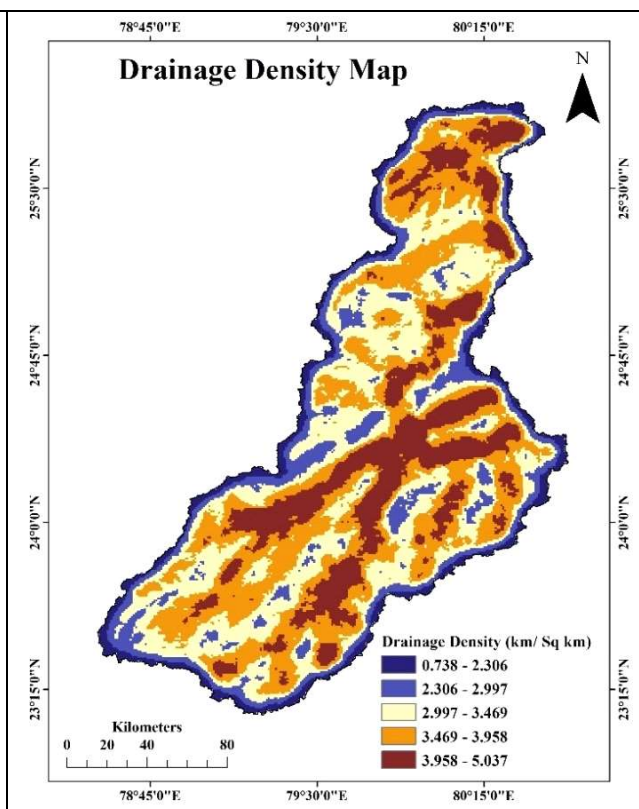 78°45'0"E 79°30'0"E 80°15'0"E
Drainage Density Map
N
25°30'0"N 25°30'0"N
24°45'0"N 24°45'0"N
24°0'0"N 24°0'0"N
23°15'0"N 23°15'0"N
Drainage Density (km/ Sq km)
0.738 - 2.306
2.306 - 2.997
2.997 - 3.469
3.469 - 3.958
3.958 - 5.037
Kilometers
0 20 40 80
78°45'0"E 79°30'0"E 80°15'0"E